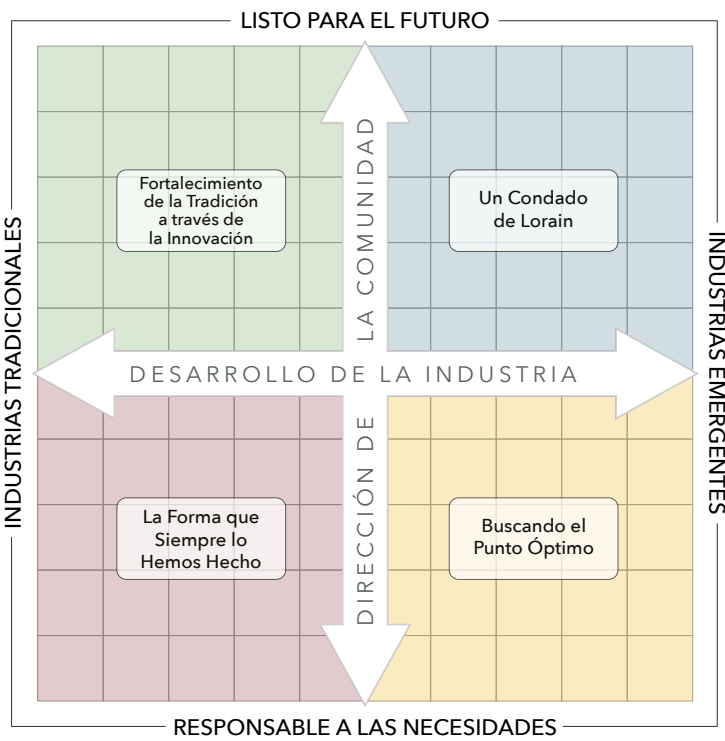 LISTO PARA EL FUTURO
Fortalecimiento
de la Tradición
a través de
la Innovación
Un Condado
de Lorain
INDUSTRIAS TRADICIONALES
INDUSTRIAS EMERGENTES
DIRECCIÓN DE LA COMUNIDAD
DESARROLLO DE LA INDUSTRIA
La Forma que
Siempre lo
Hemos Hecho
Buscando el
Punto Óptimo
RESPONSABLE A LAS NECESIDADES